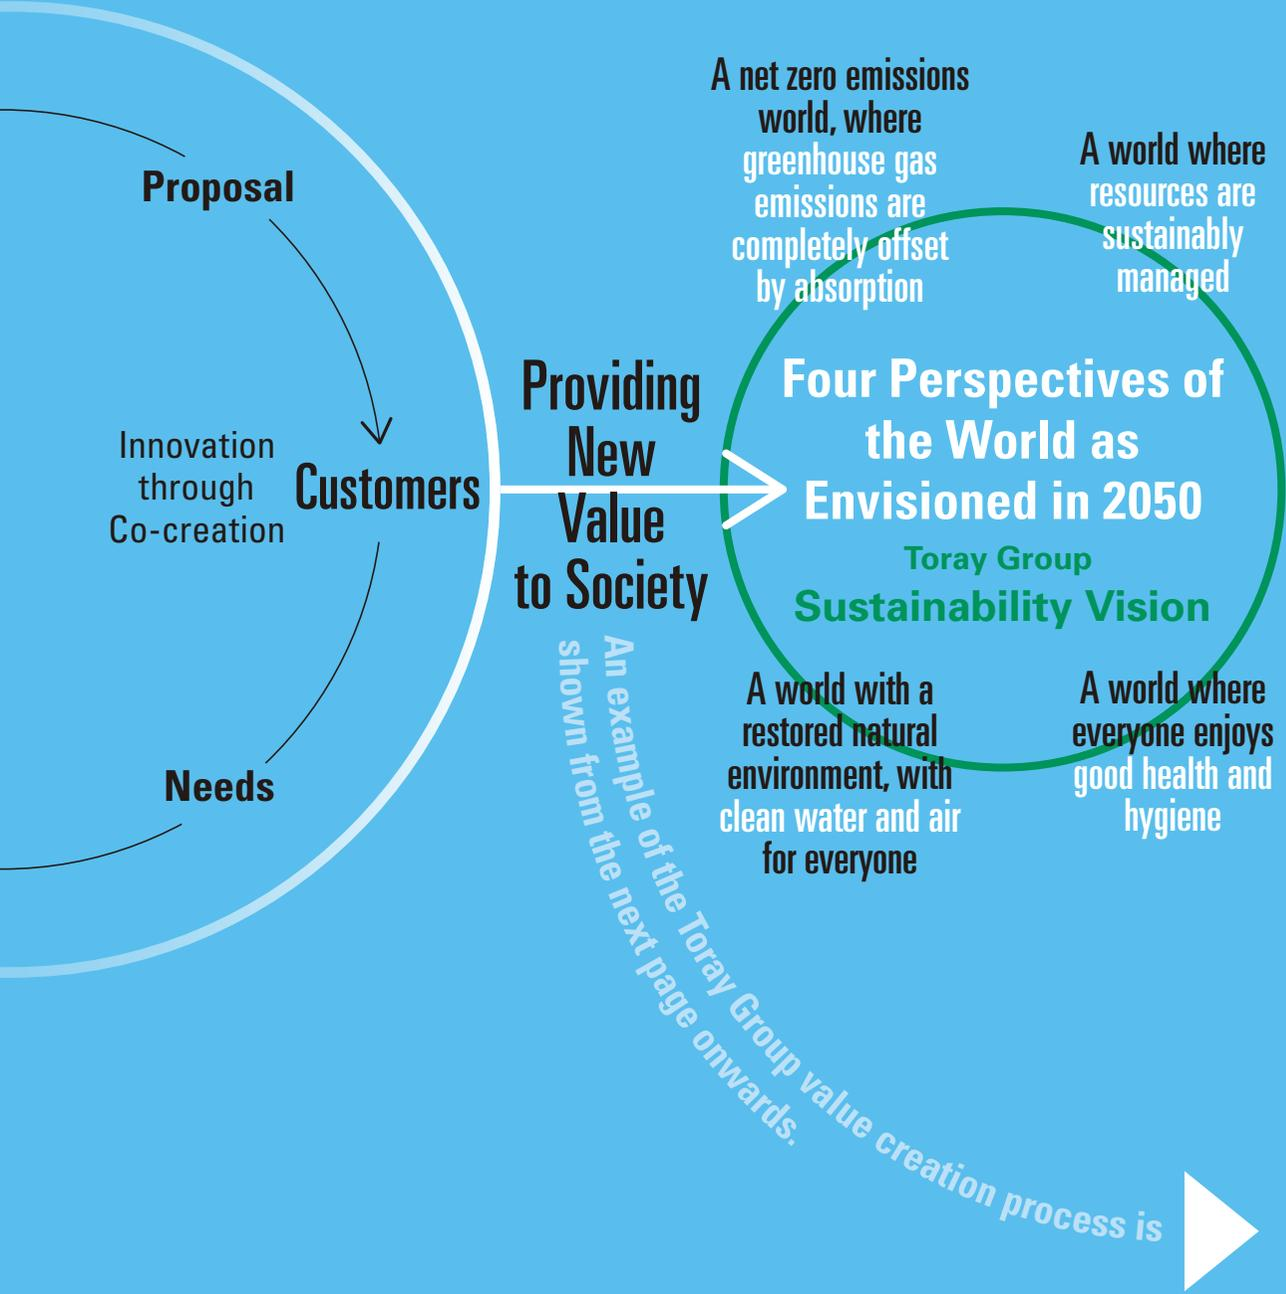 Proposal
Innovation
through
Co-creation
Customers
Needs
Providing
New
Value
to Society
A net zero emissions
world, where
greenhouse gas
emissions are
completely offset
by absorption
A world where
resources are
sustainably
managed
Four Perspectives of
the World as
Envisioned in 2050
Toray Group
Sustainability Vision
A world with a
restored natural
environment, with
clean water and air
for everyone
A world where
everyone enjoys
good health and
hygiene
An example of the Toray Group value creation process is
shown from the next page onwards.